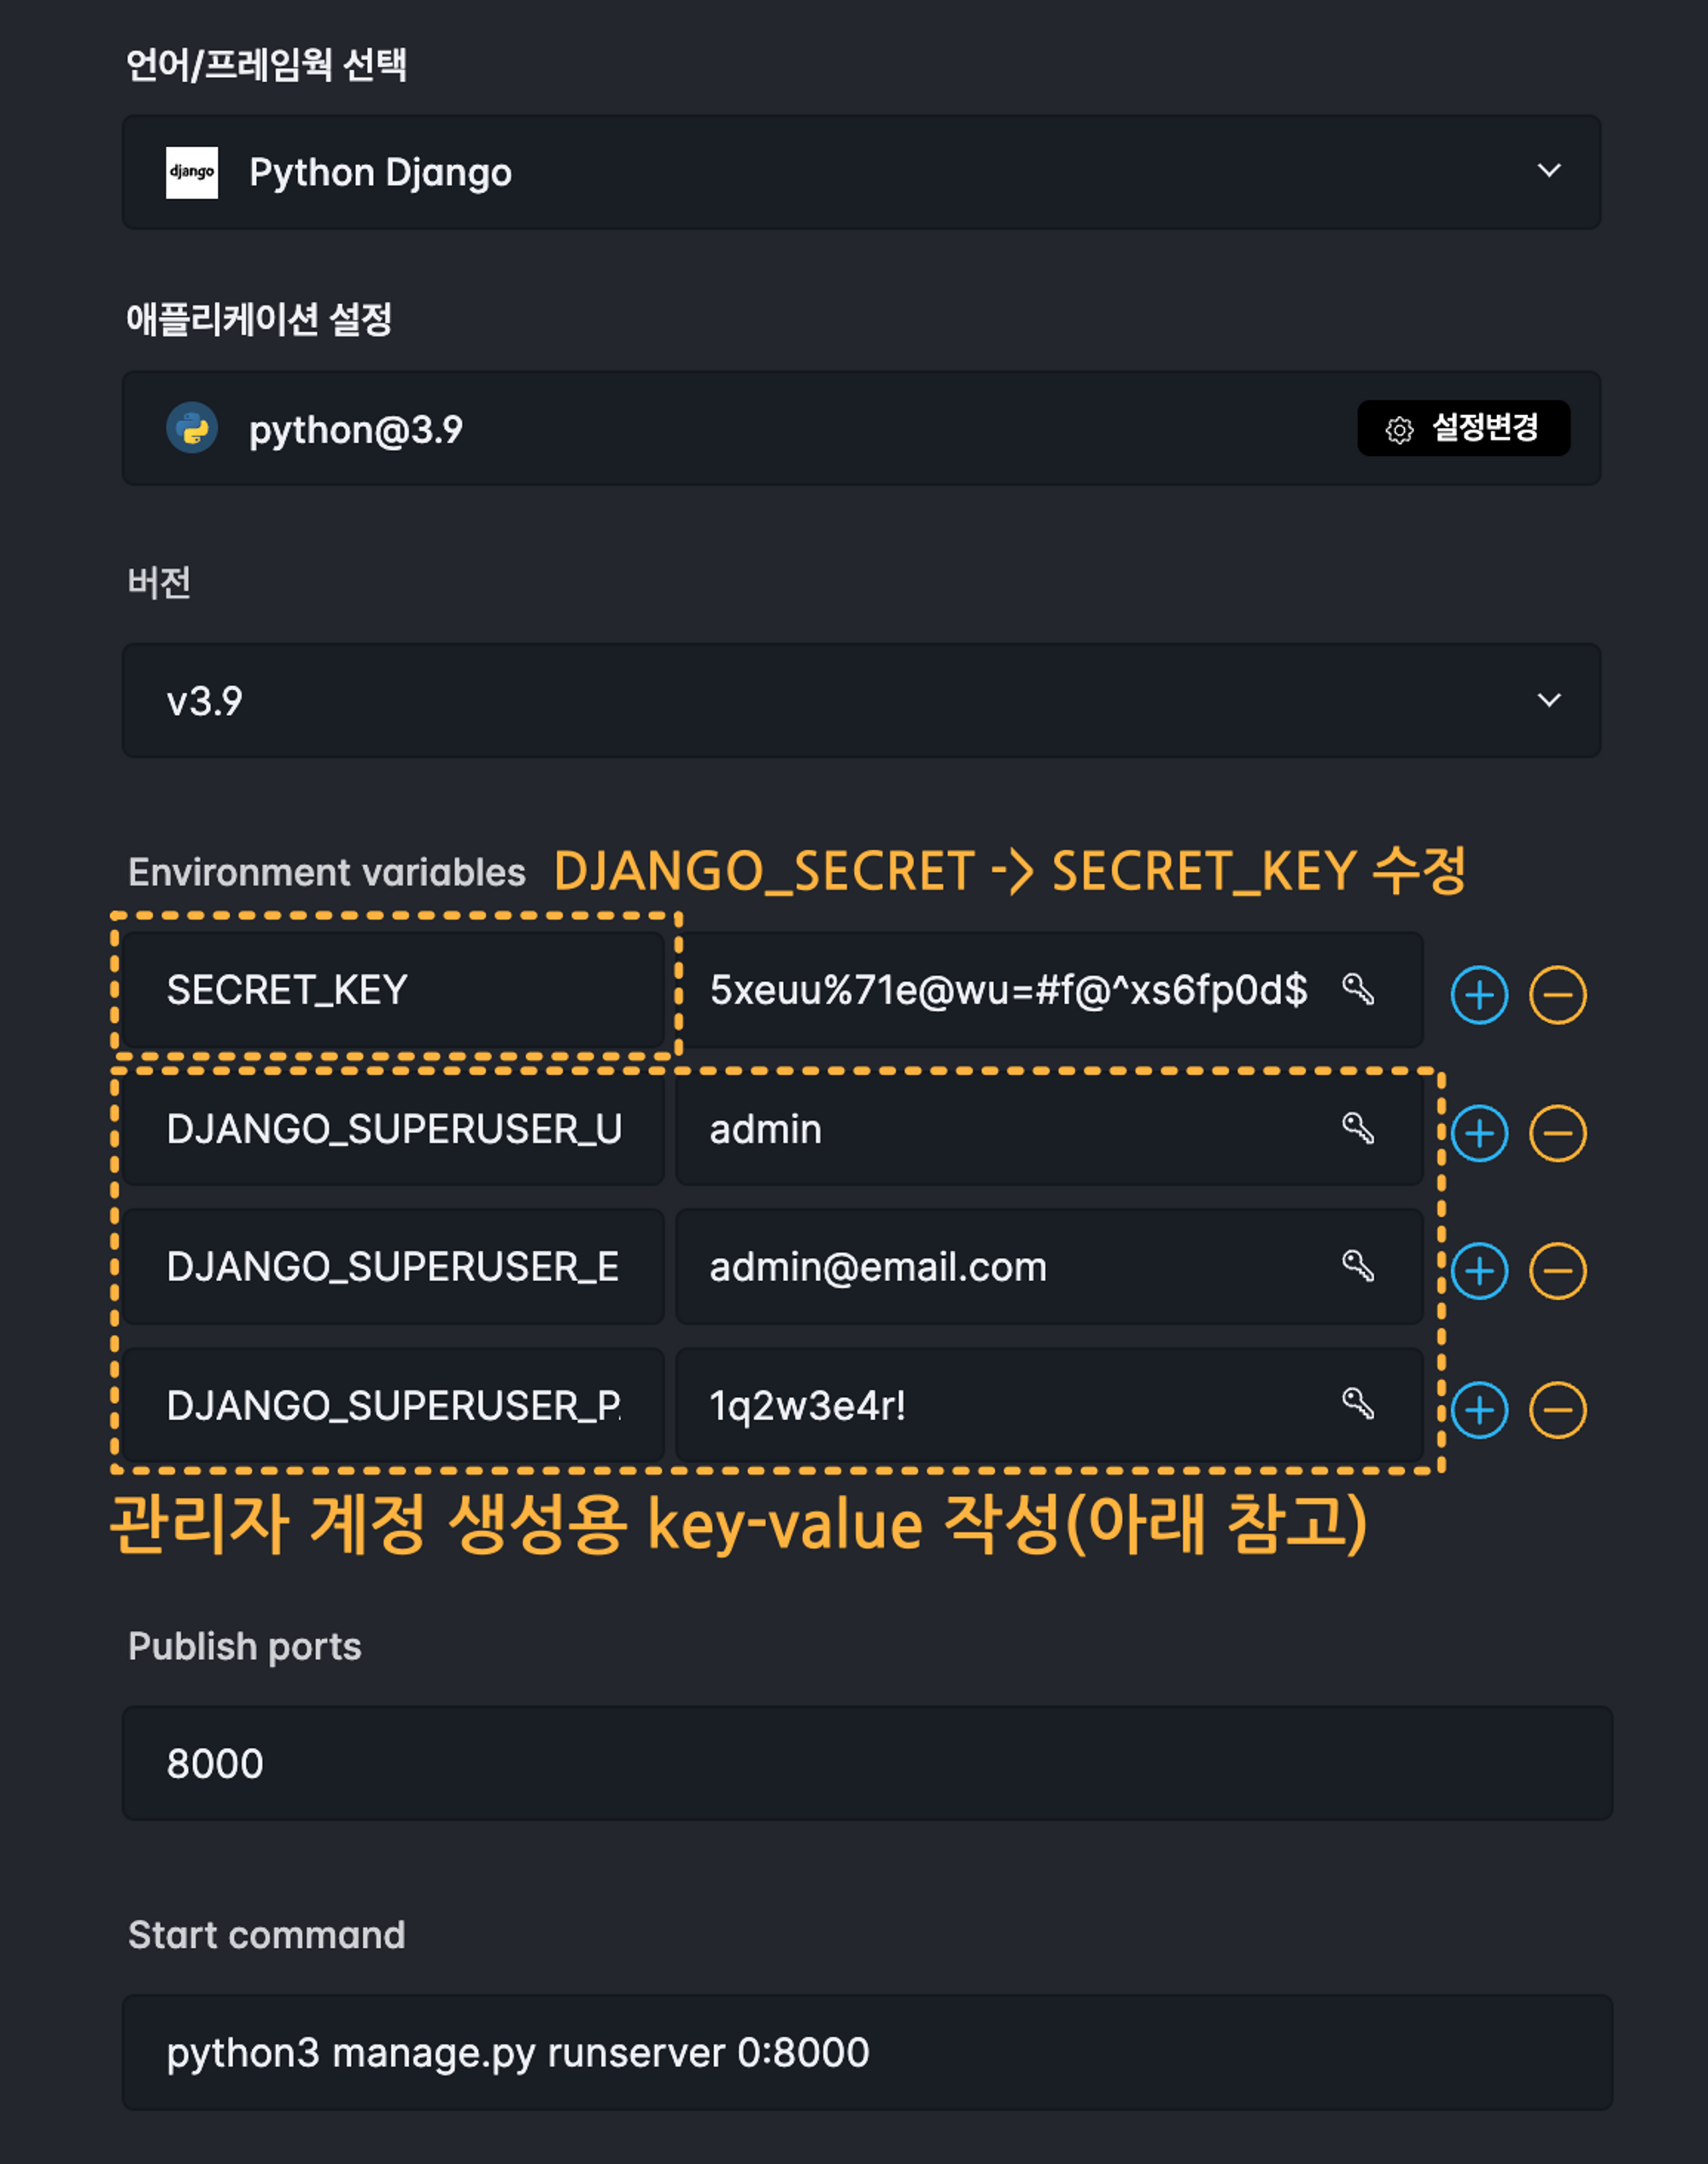 언어/프레임웍 선택
django Python Django
애플리케이션 설정
python@3.9 설정변경
버전
v3.9
Environment variables DJANGO_SECRET -> SECRET_KEY 수정
SECRET_KEY 5xeuu%71e@wu=#f@^xs6fp0d$
DJANGO_SUPERUSER_U admin
DJANGO_SUPERUSER_E admin@email.com
DJANGO_SUPERUSER_P 1q2w3e4r!
관리자 계정 생성용 key-value 작성(아래 참고)
Publish ports
8000
Start command
python3 manage.py runserver 0:8000